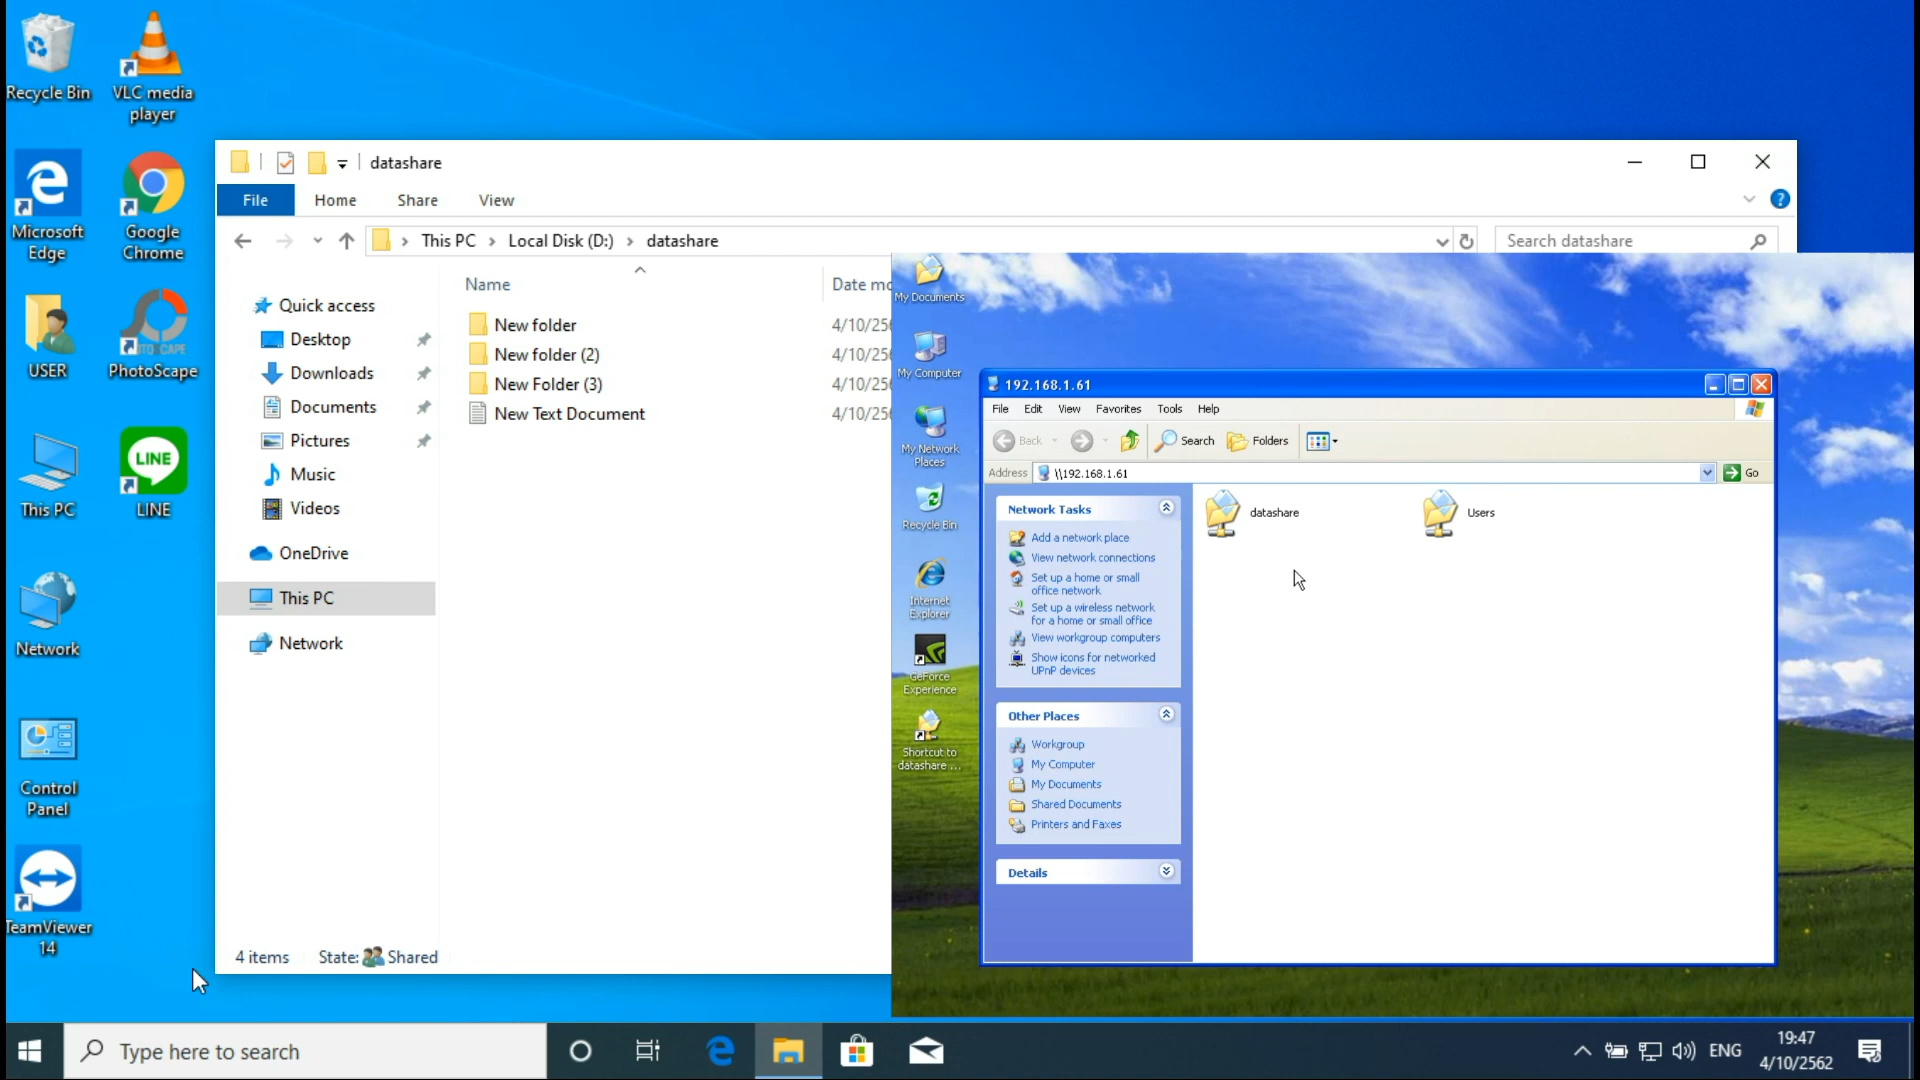 Recycle Bin
VLC media
player
Microsoft
Edge
Google
Chrome
USER
PhotoScape
This PC
LINE
LINE
Network
Control
Panel
TeamViewer
14
datashare
File
Home
Share
View
This PC
Local Disk (D:)
datashare
Search datashare
Name
Date mo
Quick access
Desktop
Downloads
Documents
Pictures
Music
Videos
OneDrive
This PC
Network
New folder
4/10/256
New folder (2)
4/10/256
New Folder (3)
4/10/256
New Text Document
4/10/256
4 items
State:
Shared
My Documents
My Computer
My Network
Places
Recycle Bin
Internet
Explorer
GeForce
Experience
Shortcut to
datashare ...
192.168.1.61
File
Edit
View
Favorites
Tools
Help
Back
Search
Folders
Address
\\192.168.1.61
Go
Network Tasks
Add a network place
View network connections
Set up a home or small
office network
Set up a wireless network
for a home or small office
View workgroup computers
Show icons for networked
UPnP devices
Other Places
Workgroup
My Computer
My Documents
Shared Documents
Printers and Faxes
Details
datashare
Users
Type here to search
ENG
19:47
4/10/2562